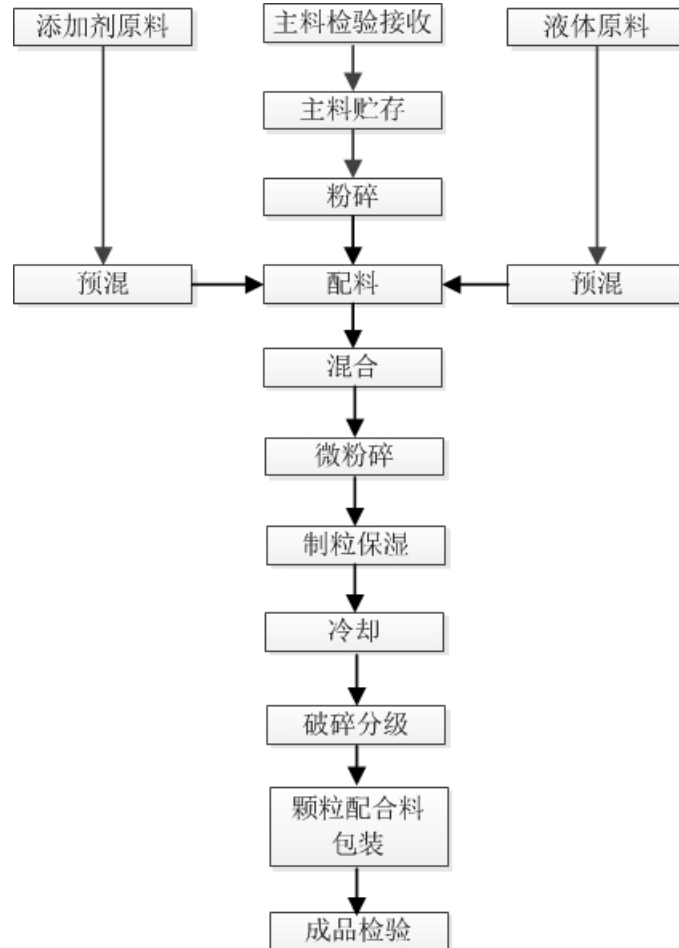 添加剂原料
主料检验接收
液体原料
主料贮存
粉碎
预混
配料
预混
混合
微粉碎
制粒保湿
冷却
破碎分级
颗粒配合料
包装
成品检验